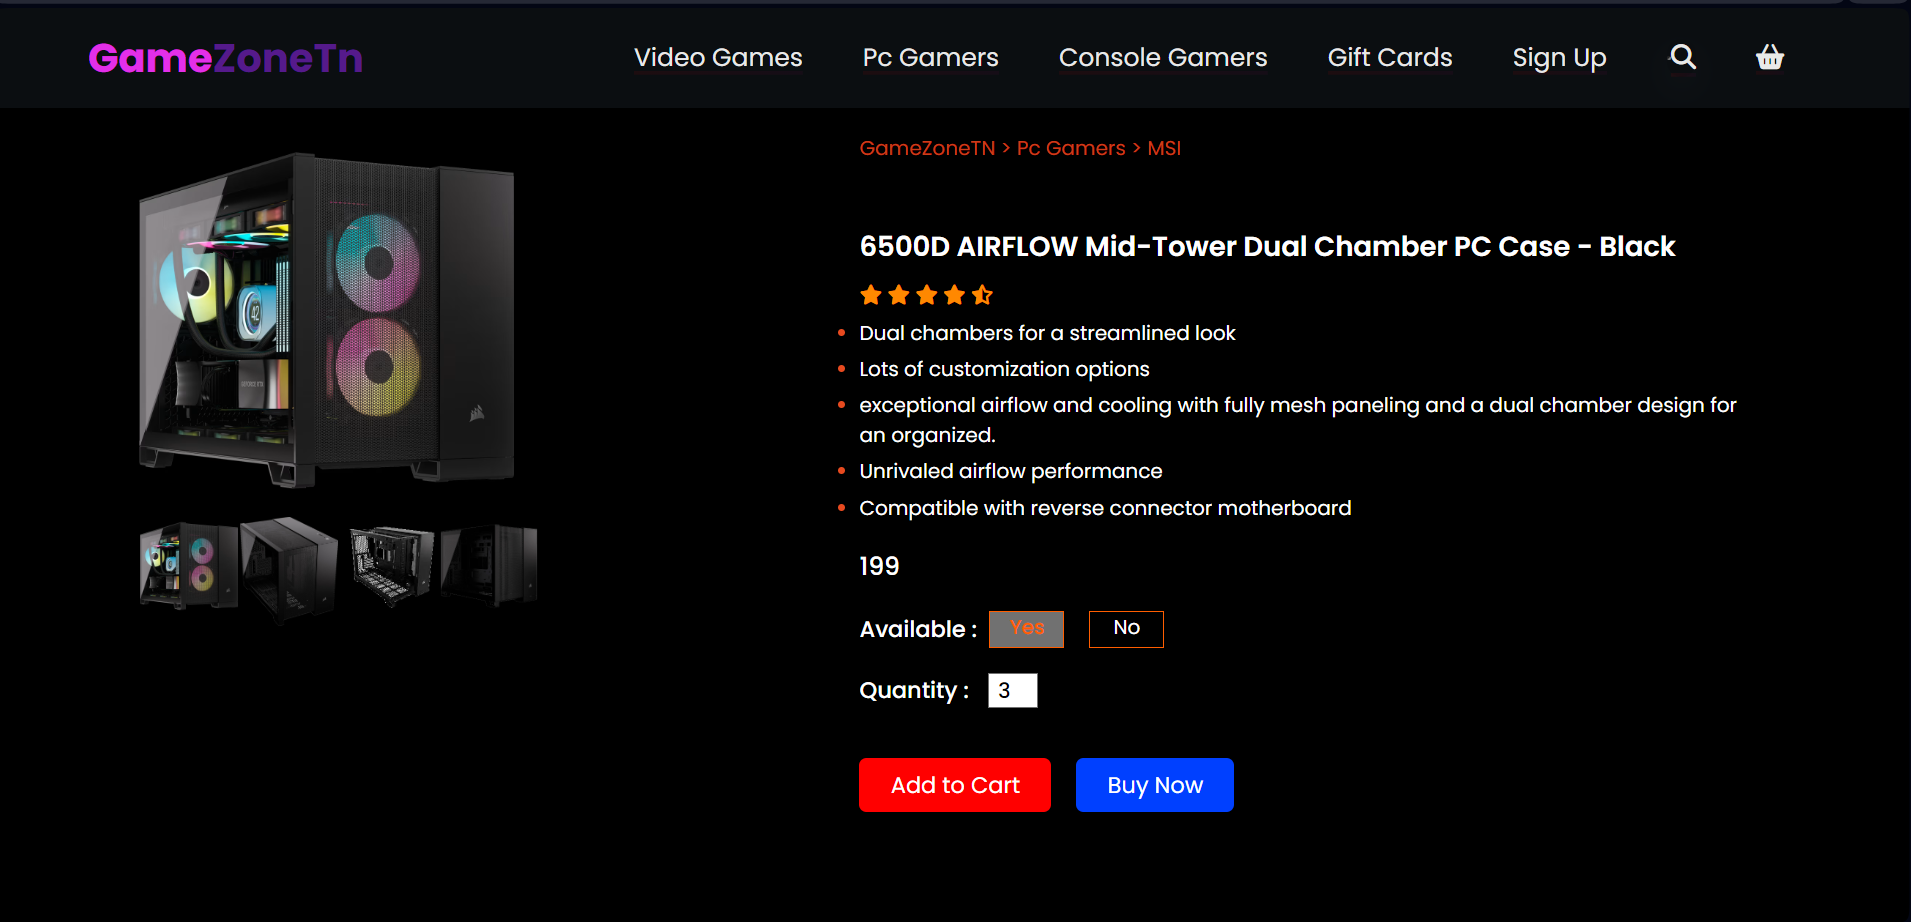 GameZoneTn
Video Games
Pc Gamers
Console Gamers
Gift Cards
Sign Up
GameZoneTN > Pc Gamers > MSI
6500D AIRFLOW Mid-Tower Dual Chamber PC Case - Black
Dual chambers for a streamlined look
Lots of customization options
exceptional airflow and cooling with fully mesh paneling and a dual chamber design for
an organized.
Unrivaled airflow performance
Compatible with reverse connector motherboard
199
Available :
Yes
No
Quantity :
3
Add to Cart
Buy Now
42